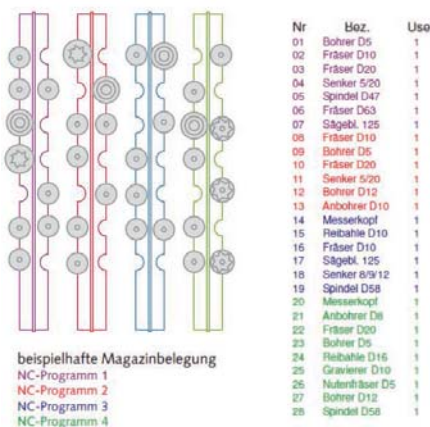 Nr Bez. Use
01 Bohrer D5 1
02 Fräser D10 1
03 Fräser D20 1
04 Senker 5/20 1
05 Spindel D47 1
06 Fräser D63 1
07 Sägebl. 125 1
08 Fräser D10 1
09 Bohrer D5 1
10 Fräser D20 1
11 Senker 5/20 1
12 Bohrer D12 1
13 Anbohrer D10 1
14 Messerkopf 1
15 Reibahle D10 1
16 Fräser D10 1
17 Sägebl. 125 1
18 Senker 8/9/12 1
19 Spindel D58 1
20 Messerkopf 1
21 Anbohrer D8 1
22 Fräser D20 1
23 Bohrer D5 1
24 Reibahle D16 1
25 Gravierer D10 1
26 Nutenfräser D5 1
27 Bohrer D12 1
28 Spindel D58 1
beispielhafte Magazinbelegung
NC-Programm 1
NC-Programm 2
NC-Programm 3
NC-Programm 4